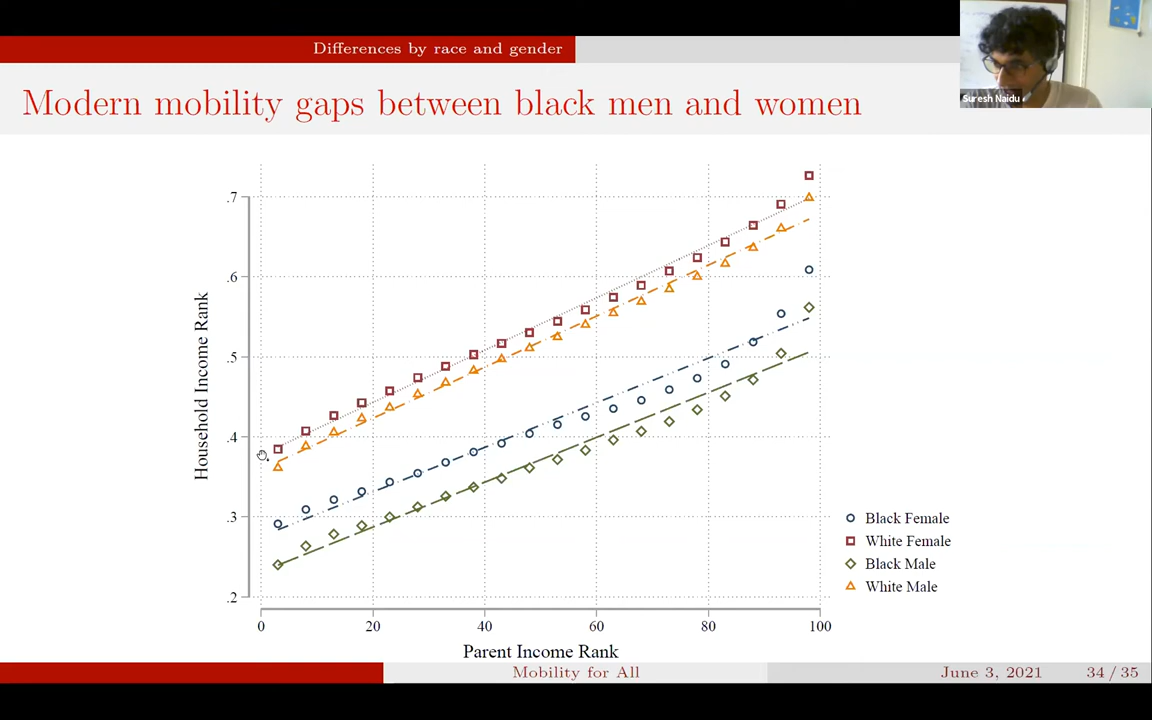 Differences by race and gender
Suresh Naidu
Modern mobility gaps between black men and women
Household Income Rank
.7
.6
.5
.4
.3
.2
0 20 40 60 80 100
Parent Income Rank
Black Female
White Female
Black Male
White Male
Mobility for All
June 3, 2021
34 / 35